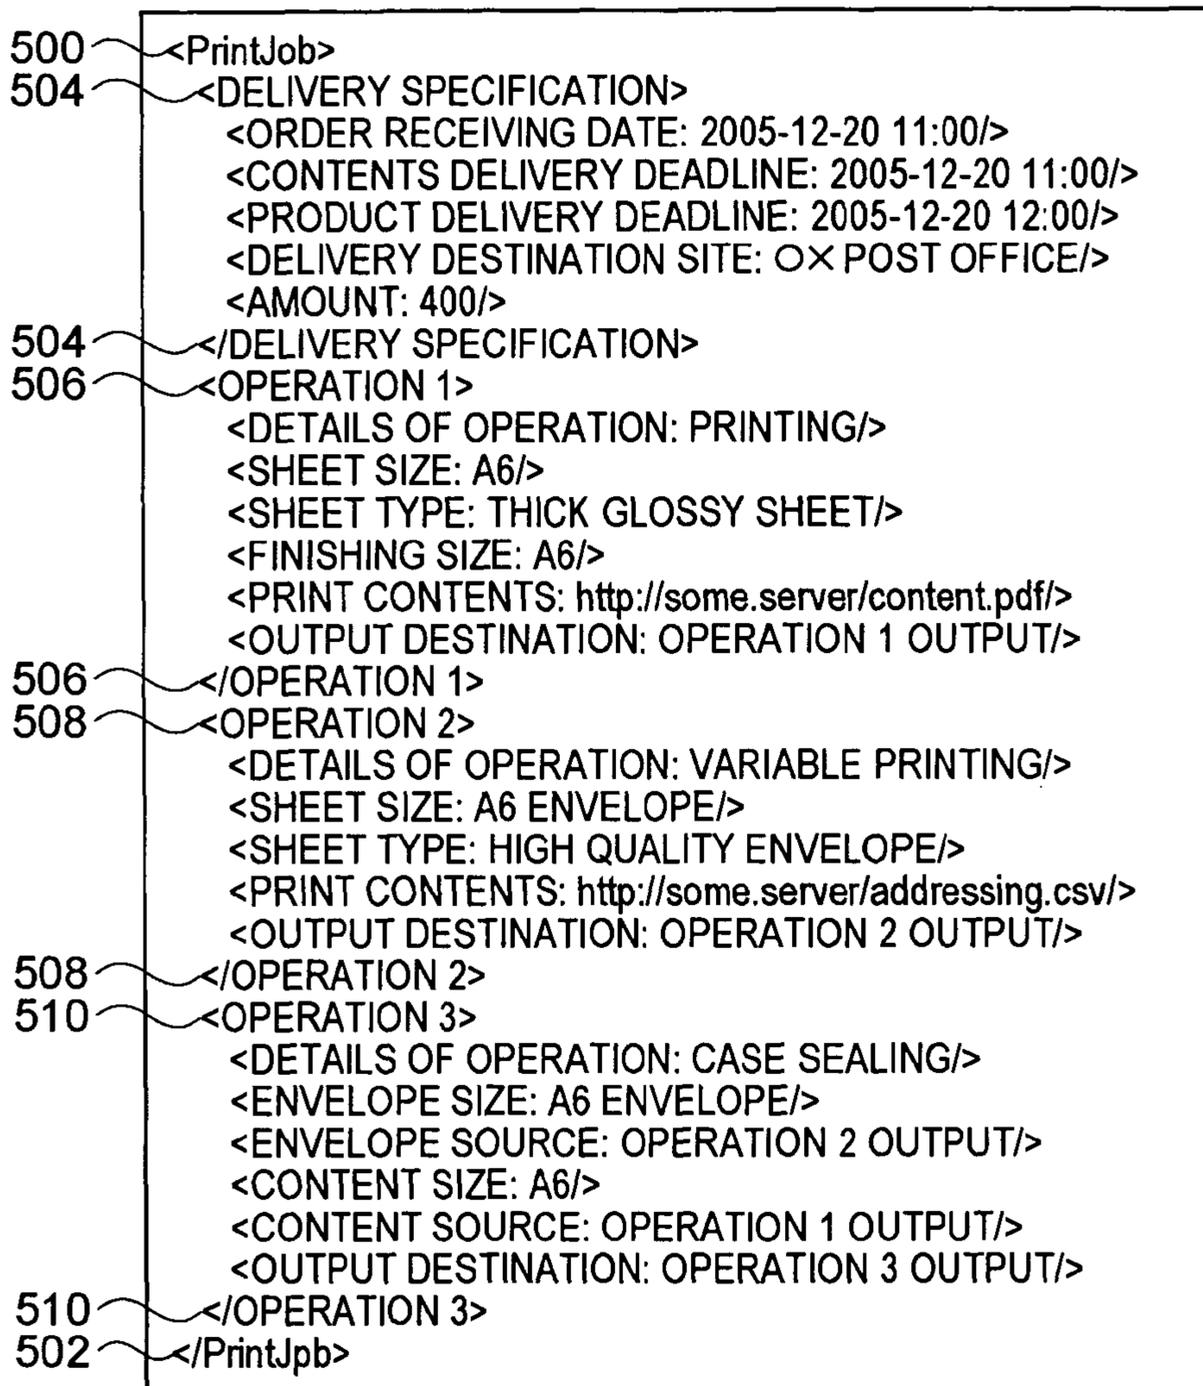 500 <PrintJob>
504 <DELIVERY SPECIFICATION>
<ORDER RECEIVING DATE: 2005-12-20 11:00/>
<CONTENTS DELIVERY DEADLINE: 2005-12-20 11:00/>
<PRODUCT DELIVERY DEADLINE: 2005-12-20 12:00/>
<DELIVERY DESTINATION SITE: ○× POST OFFICE/>
<AMOUNT: 400/>
504 </DELIVERY SPECIFICATION>
506 <OPERATION 1>
<DETAILS OF OPERATION: PRINTING/>
<SHEET SIZE: A6/>
<SHEET TYPE: THICK GLOSSY SHEET/>
<FINISHING SIZE: A6/>
<PRINT CONTENTS: http://some.server/content.pdf/>
<OUTPUT DESTINATION: OPERATION 1 OUTPUT/>
506 </OPERATION 1>
508 <OPERATION 2>
<DETAILS OF OPERATION: VARIABLE PRINTING/>
<SHEET SIZE: A6 ENVELOPE/>
<SHEET TYPE: HIGH QUALITY ENVELOPE/>
<PRINT CONTENTS: http://some.server/addressing.csv/>
<OUTPUT DESTINATION: OPERATION 2 OUTPUT/>
508 </OPERATION 2>
510 <OPERATION 3>
<DETAILS OF OPERATION: CASE SEALING/>
<ENVELOPE SIZE: A6 ENVELOPE/>
<ENVELOPE SOURCE: OPERATION 2 OUTPUT/>
<CONTENT SIZE: A6/>
<CONTENT SOURCE: OPERATION 1 OUTPUT/>
<OUTPUT DESTINATION: OPERATION 3 OUTPUT/>
510 </OPERATION 3>
502 </PrintJpb>